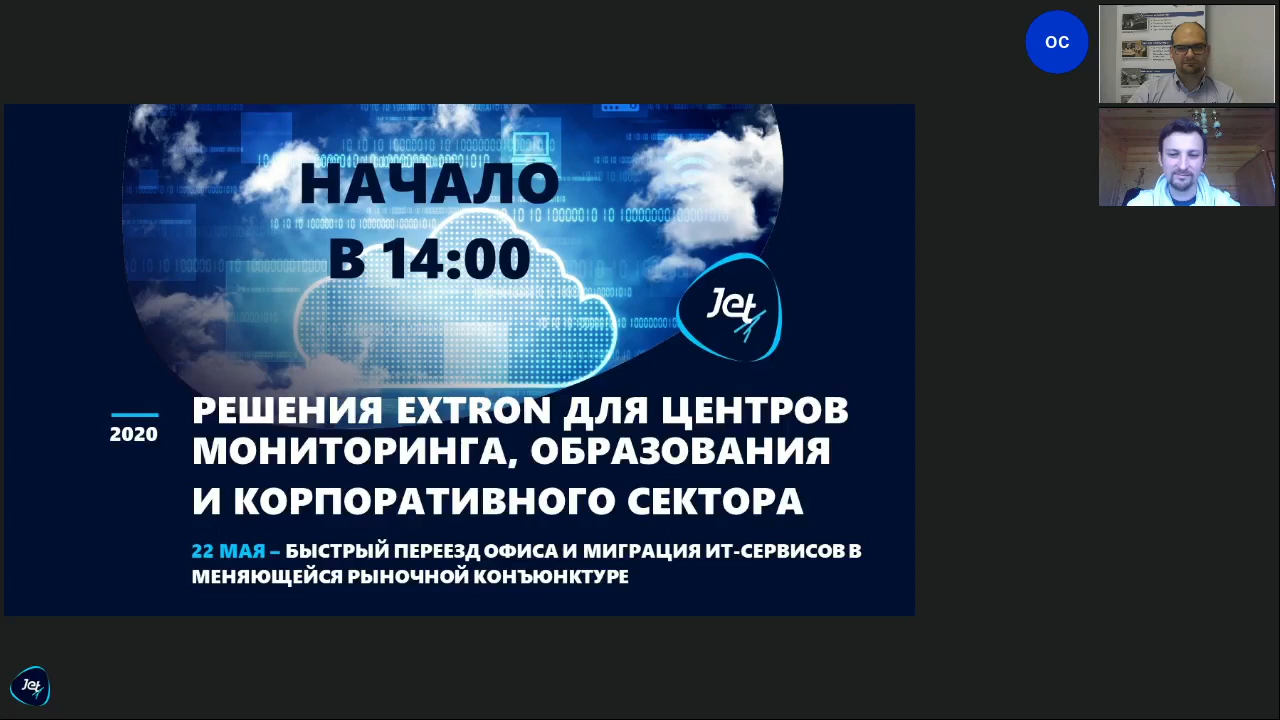 ОС
НАЧАЛО
В 14:00
Jet
2020
РЕШЕНИЯ EXTRON ДЛЯ ЦЕНТРОВ
МОНИТОРИНГА, ОБРАЗОВАНИЯ
И КОРПОРАТИВНОГО СЕКТОРА
22 МАЯ – БЫСТРЫЙ ПЕРЕЕЗД ОФИСА И МИГРАЦИЯ ИТ-СЕРВИСОВ В
МЕНЯЮЩЕЙСЯ РЫНОЧНОЙ КОНЪЮНКТУРЕ
Jet